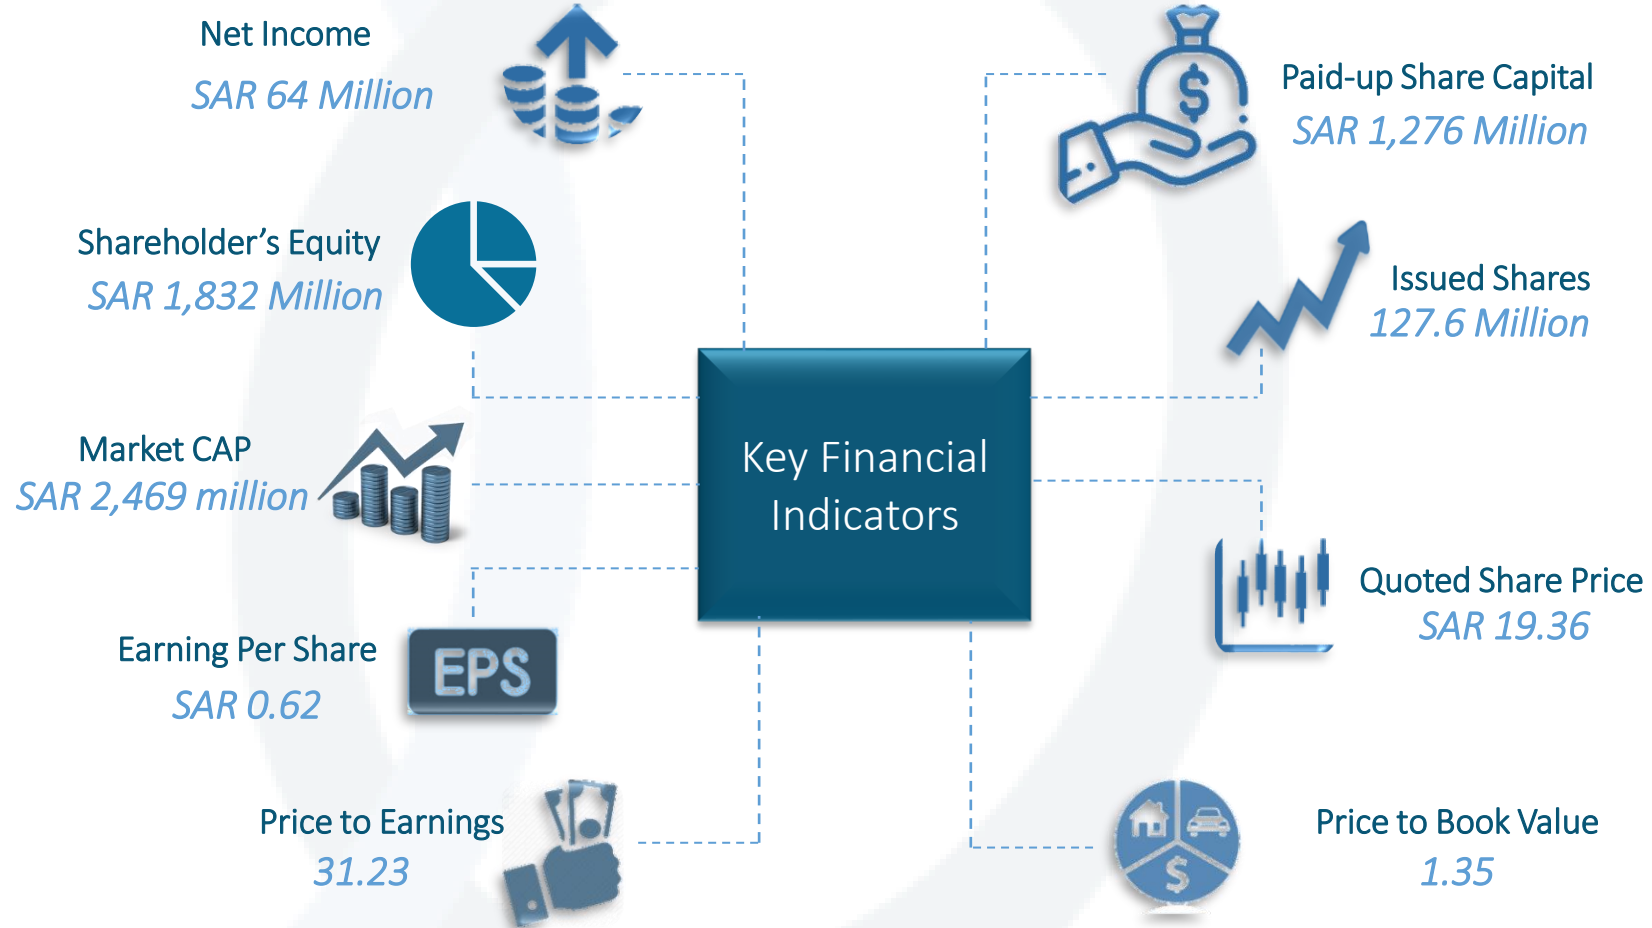 Net Income
SAR 64 Million
Paid-up Share Capital
SAR 1,276 Million
Shareholder’s Equity
SAR 1,832 Million
Issued Shares
127.6 Million
Market CAP
SAR 2,469 million
Key Financial
Indicators
Quoted Share Price
SAR 19.36
Earning Per Share
SAR 0.62
EPS
Price to Earnings
31.23
Price to Book Value
1.35
$
$